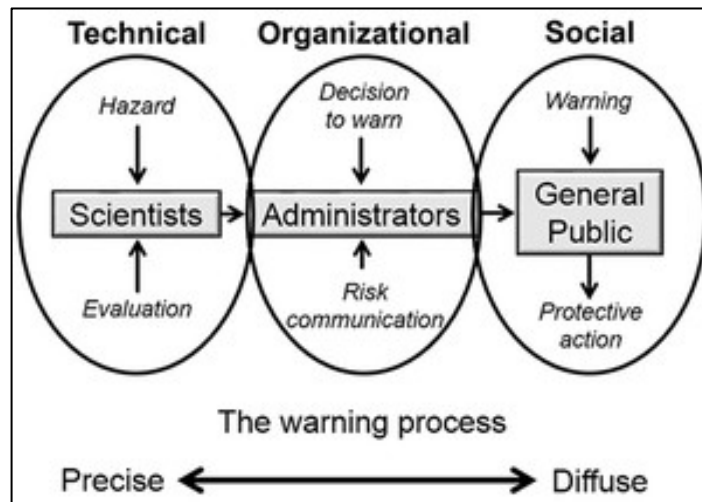 Technical
Organizational
Social
Hazard
Decision
to warn
Warning
Scientists
Administrators
General
Public
Evaluation
Risk
communication
Protective
action
The warning process
Precise
Diffuse